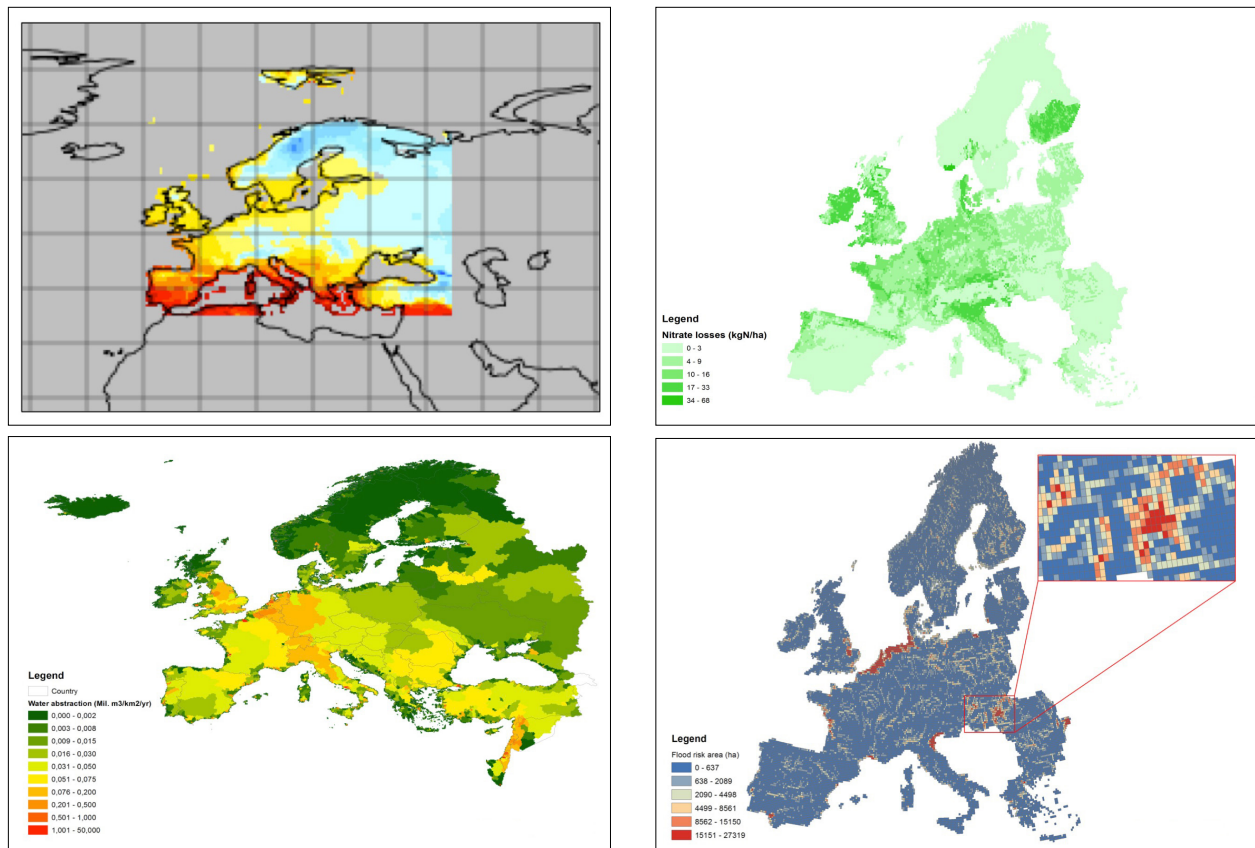 Legend
Nitrate losses (kgN/ha)
0 - 3
4 - 9
10 - 16
17 - 33
34 - 68
Legend
Country
Water abstraction (Mil. m3/km2/yr)
0,000 - 0,002
0,003 - 0,008
0,009 - 0,015
0,016 - 0,030
0,031 - 0,050
0,051 - 0,075
0,076 - 0,200
0,201 - 0,500
0,501 - 1,000
1,001 - 50,000
Legend
Flood risk area (ha)
0 - 637
638 - 2089
2090 - 4498
4499 - 8561
8562 - 15150
15151 - 27319